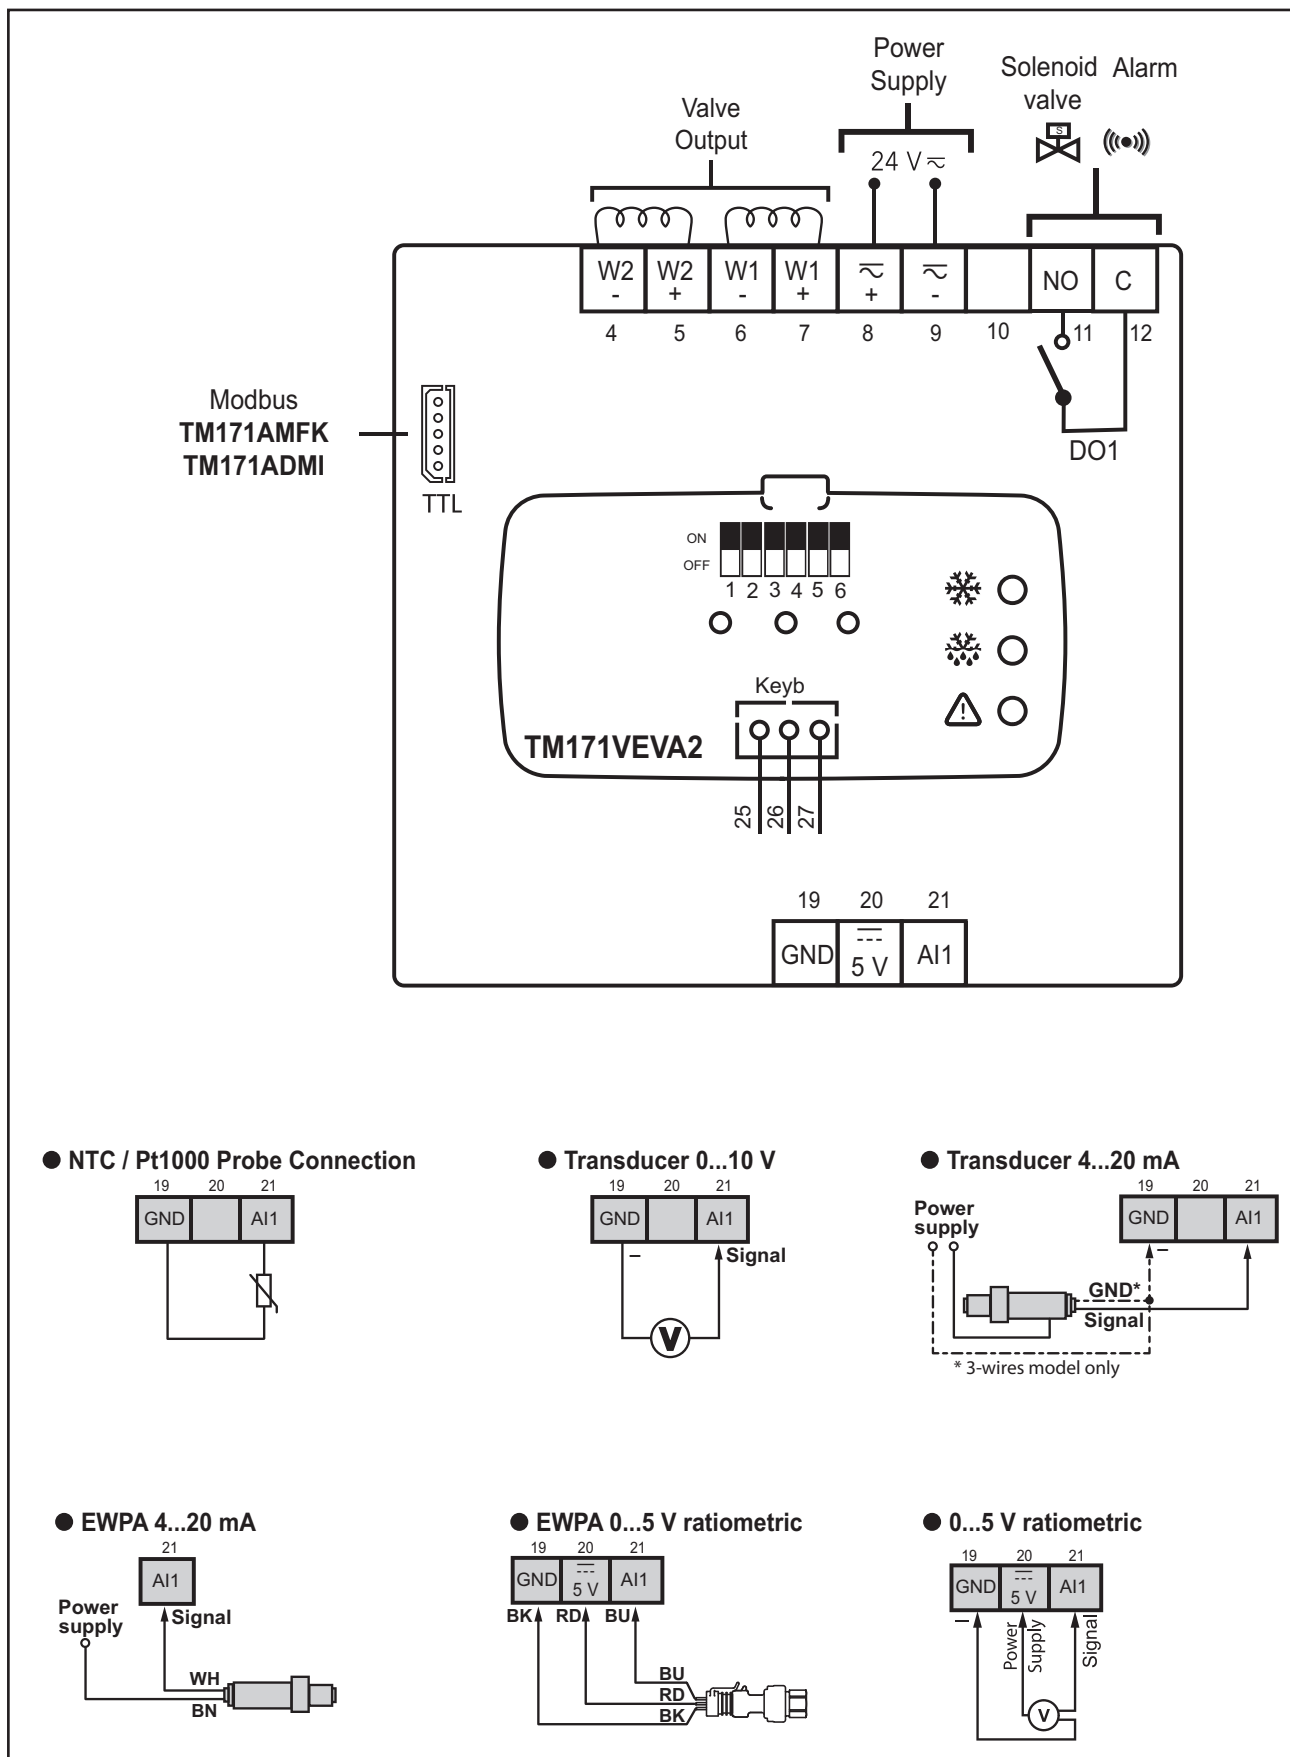 Power
Supply
Solenoid
valve
Alarm
S
Valve
Output
24 V
W2
-
W2
+
W1
-
W1
+
+
-
NO
C
4 5 6 7 8 9 10 11 12
DO1
Modbus
TM171AMFK
TM171ADMI
TTL
ON
OFF
1 2 3 4 5 6
Keyb
TM171VEVA2
25 26 27
19 20 21
GND
5 V
AI1
● NTC / Pt1000 Probe Connection
19 20 21
GND AI1
● Transducer 0...10 V
19 20 21
GND AI1
– Signal
V
● Transducer 4...20 mA
19 20 21
GND AI1
Power
supply
–
GND*
Signal
* 3-wires model only
● EWPA 4...20 mA
21
AI1
Power
supply
Signal
WH
BN
● EWPA 0...5 V ratiometric
19 20 21
GND 5 V AI1
BK RD BU
BU
RD
BK
● 0...5 V ratiometric
19 20 21
GND 5 V AI1
–
Power
Supply
Signal
V